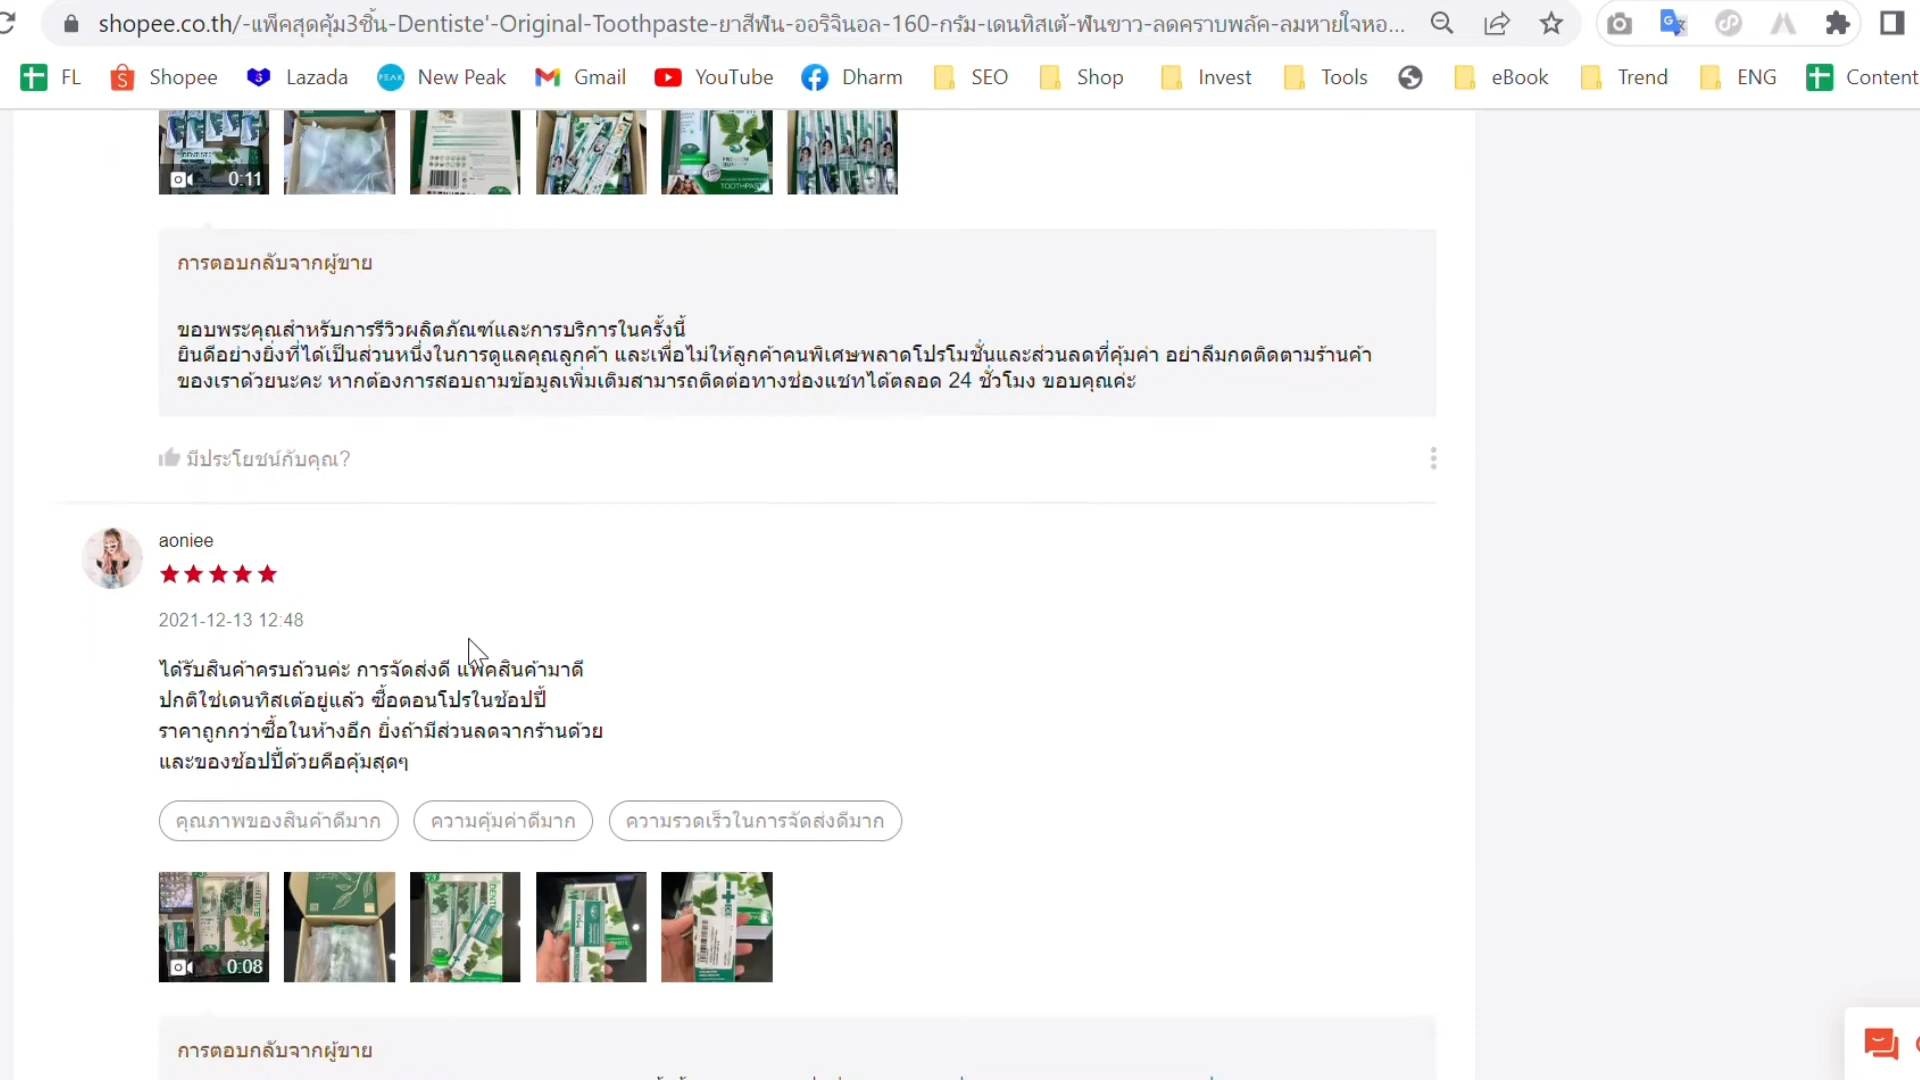 shopee.co.th/-แพ็คสุดคุ้ม3ชิ้น-Dentiste'-Original-Toothpaste-ยาสีฟัน-ออริจินอล-160-กรัม-เดนทิสเต้-ฟันขาว-ลดคราบพลัค-ลมหายใจหอ...
FL Shopee Lazada New Peak Gmail YouTube Dharm SEO Shop Invest Tools eBook Trend ENG Content
0:11
การตอบกลับจากผู้ขาย
ขอบพระคุณสำหรับการรีวิวผลิตภัณฑ์และการบริการในครั้งนี้
ยินดีอย่างยิ่งที่ได้เป็นส่วนหนึ่งในการดูแลคุณลูกค้า และเพื่อไม่ให้ลูกค้าคนพิเศษพลาดโปรโมชั่นและส่วนลดที่คุ้มค่า อย่าลืมกดติดตามร้านค้า
ของเราด้วยนะคะ หากต้องการสอบถามข้อมูลเพิ่มเติมสามารถติดต่อทางช่องแชทได้ตลอด 24 ชั่วโมง ขอบคุณค่ะ
มีประโยชน์กับคุณ?
aoniee
2021-12-13 12:48
ได้รับสินค้าครบถ้วนค่ะ การจัดส่งดี แพ็คสินค้ามาดี
ปกติใช้เดนทิสเต้อยู่แล้ว ซื้อตอนโปรในช้อปปี้
ราคาถูกกว่าซื้อในห้างอีก ยิ่งถ้ามีส่วนลดจากร้านด้วย
และของช้อปปี้ด้วยคือคุ้มสุดๆ
คุณภาพของสินค้าดีมาก ความคุ้มค่าดีมาก ความรวดเร็วในการจัดส่งดีมาก
0:08
การตอบกลับจากผู้ขาย